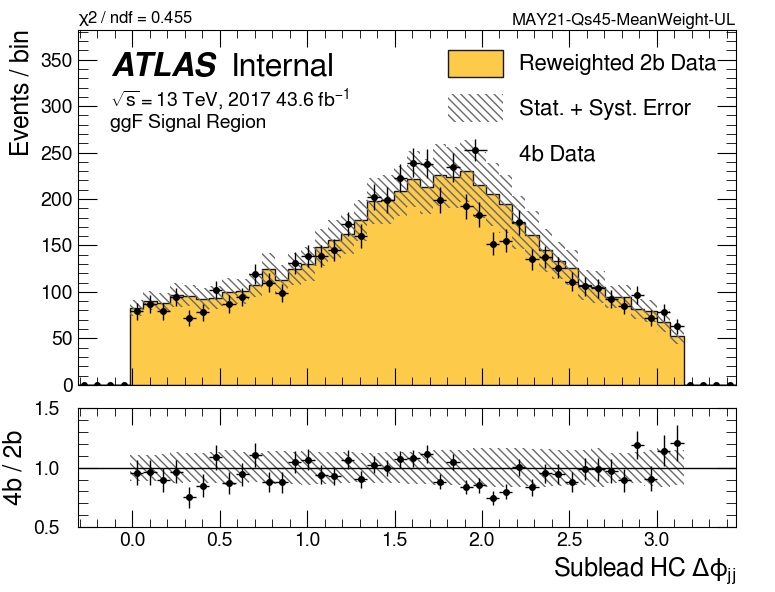 χ2 / ndf = 0.455 MAY21-Qs45-MeanWeight-UL
ATLAS Internal
√s = 13 TeV, 2017 43.6 fb⁻¹
ggF Signal Region
Reweighted 2b Data
Stat. + Syst. Error
4b Data
Events / bin
350
300
250
200
150
100
50
0
4b / 2b
1.5
1.0
0.5
0.0 0.5 1.0 1.5 2.0 2.5 3.0
Sublead HC Δϕjj